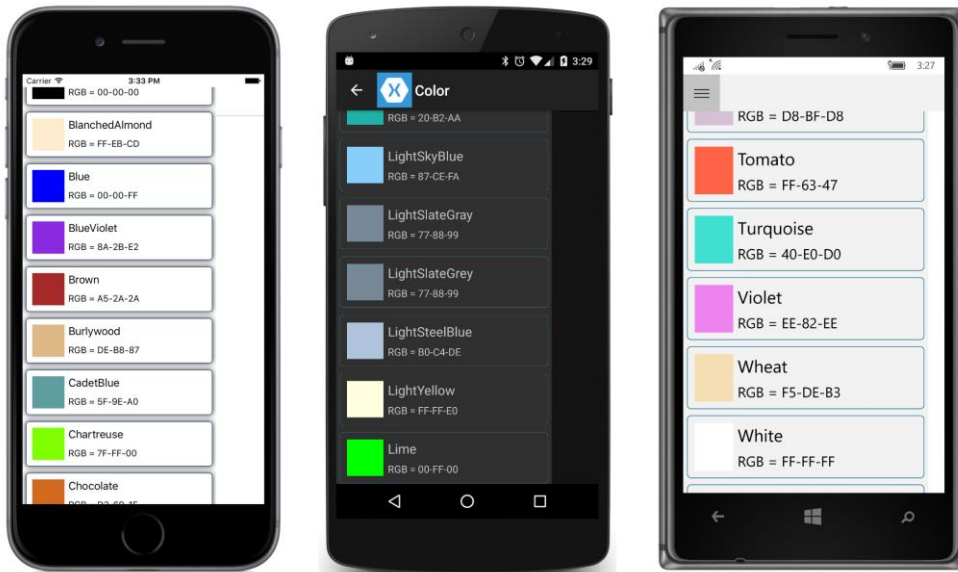 Carrier
3:33 PM
RGB = 00-00-00
BlanchedAlmond
RGB = FF-EB-CD
Blue
RGB = 00-00-FF
BlueViolet
RGB = 8A-2B-E2
Brown
RGB = A5-2A-2A
Burlywood
RGB = DE-B8-87
CadetBlue
RGB = 5F-9E-A0
Chartreuse
RGB = 7F-FF-00
Chocolate
3:29
Color
RGB = 20-B2-AA
LightSkyBlue
RGB = 87-CE-FA
LightSlateGray
RGB = 77-88-99
LightSlateGrey
RGB = 77-88-99
LightSteelBlue
RGB = B0-C4-DE
LightYellow
RGB = FF-FF-E0
Lime
RGB = 00-FF-00
3:27
RGB = D8-BF-D8
Tomato
RGB = FF-63-47
Turquoise
RGB = 40-E0-D0
Violet
RGB = EE-82-EE
Wheat
RGB = F5-DE-B3
White
RGB = FF-FF-FF